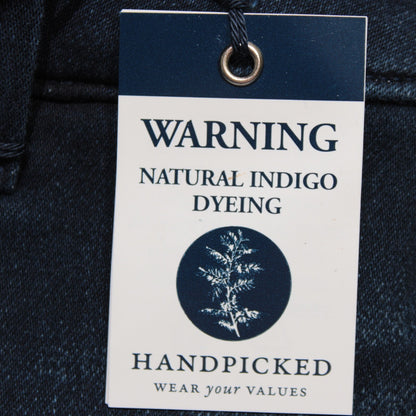 WARNING
NATURAL INDIGO
DYEING
HANDPICKED
WEAR your VALUES